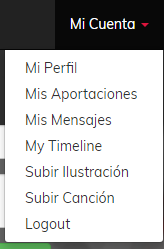 Mi Cuenta
Mi Perfil
Mis Aportaciones
Mis Mensajes
My Timeline
Subir Ilustración
Subir Canción
Logout